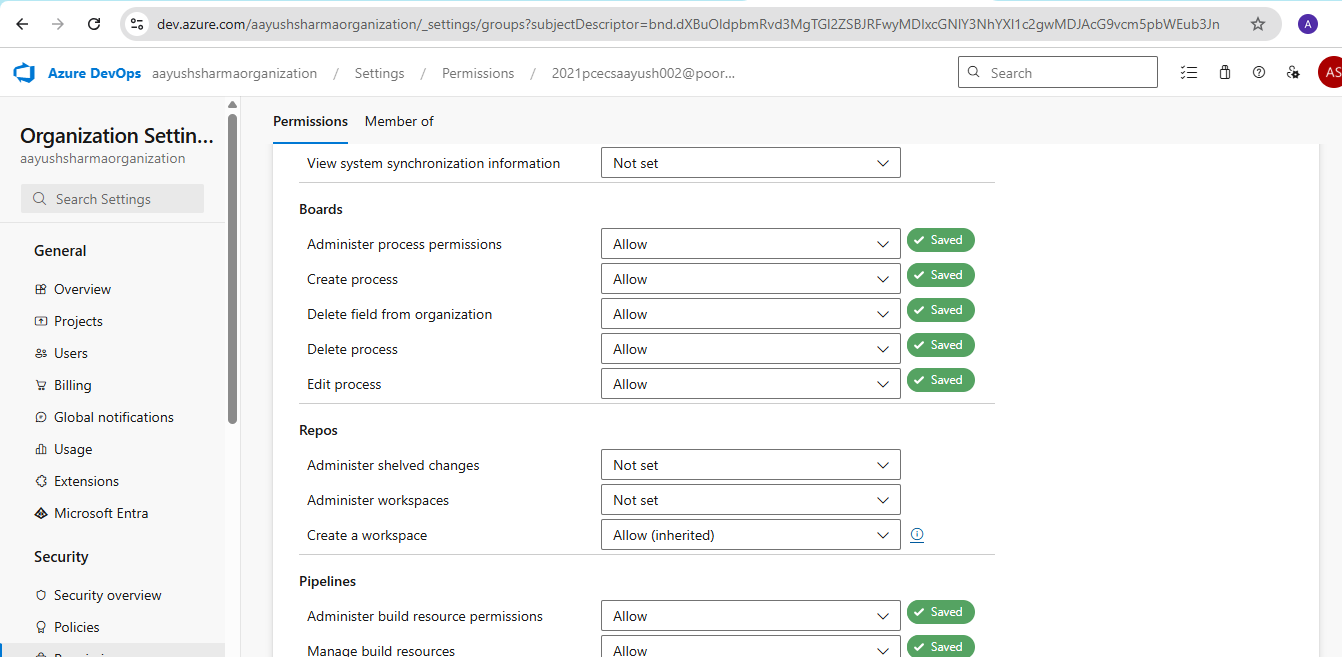 dev.azure.com/aayushsharmaorganization/_settings/groups?subjectDescriptor=bnd.dXBuOldpbmRvd3MgTGl2ZSBJRFwyMDIxcGNlY3NhYXl1c2gwMDJAcG9vcm5pbWEub3Jn
A
Azure DevOps aayushsharmaorganization / Settings / Permissions / 2021pcecsaayush002@poor...
Search
AS
Organization Settin...
aayushsharmaorganization
Search Settings
General
Overview
Projects
Users
Billing
Global notifications
Usage
Extensions
Microsoft Entra
Security
Security overview
Policies
Permissions Member of
View system synchronization information Not set
Boards
Administer process permissions Allow Saved
Create process Allow Saved
Delete field from organization Allow Saved
Delete process Allow Saved
Edit process Allow Saved
Repos
Administer shelved changes Not set
Administer workspaces Not set
Create a workspace Allow (inherited)
Pipelines
Administer build resource permissions Allow Saved
Manage build resources Allow Saved